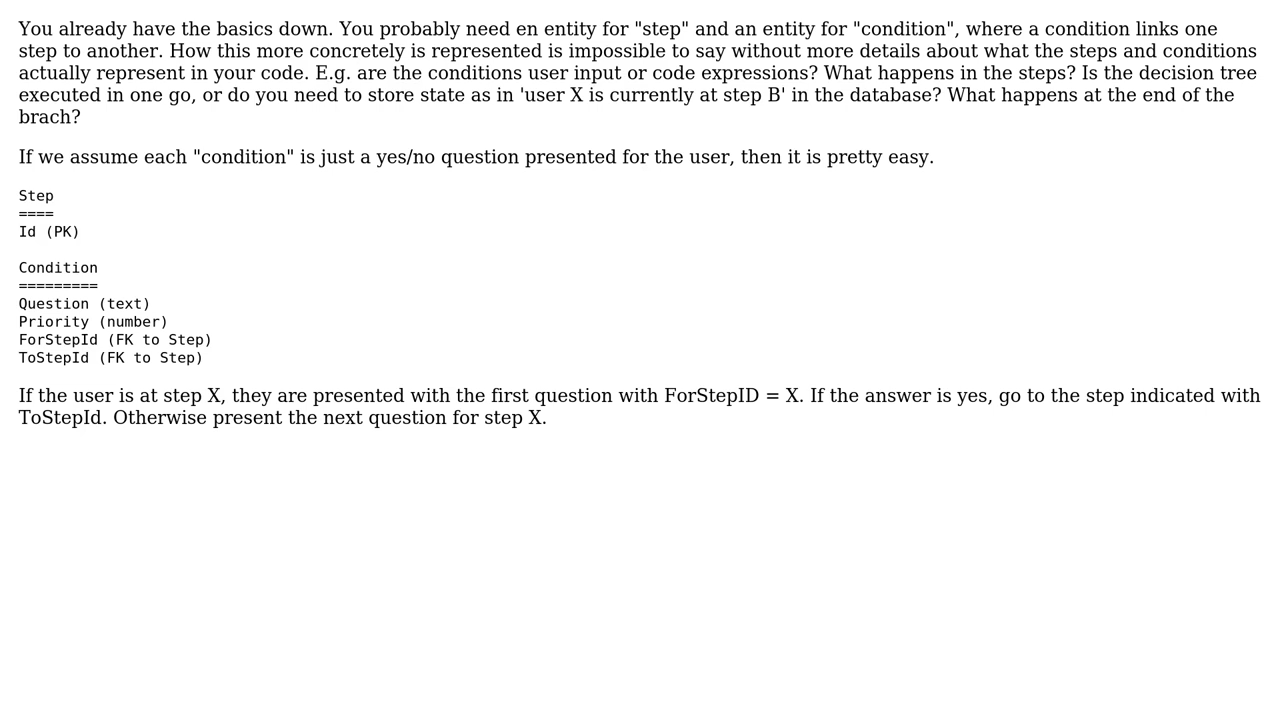 You already have the basics down. You probably need en entity for "step" and an entity for "condition", where a condition links one
step to another. How this more concretely is represented is impossible to say without more details about what the steps and conditions
actually represent in your code. E.g. are the conditions user input or code expressions? What happens in the steps? Is the decision tree
executed in one go, or do you need to store state as in 'user X is currently at step B' in the database? What happens at the end of the
brach?
If we assume each "condition" is just a yes/no question presented for the user, then it is pretty easy.
Step
====
Id (PK)
Condition
=========
Question (text)
Priority (number)
ForStepId (FK to Step)
ToStepId (FK to Step)
If the user is at step X, they are presented with the first question with ForStepID = X. If the answer is yes, go to the step indicated with
ToStepId. Otherwise present the next question for step X.